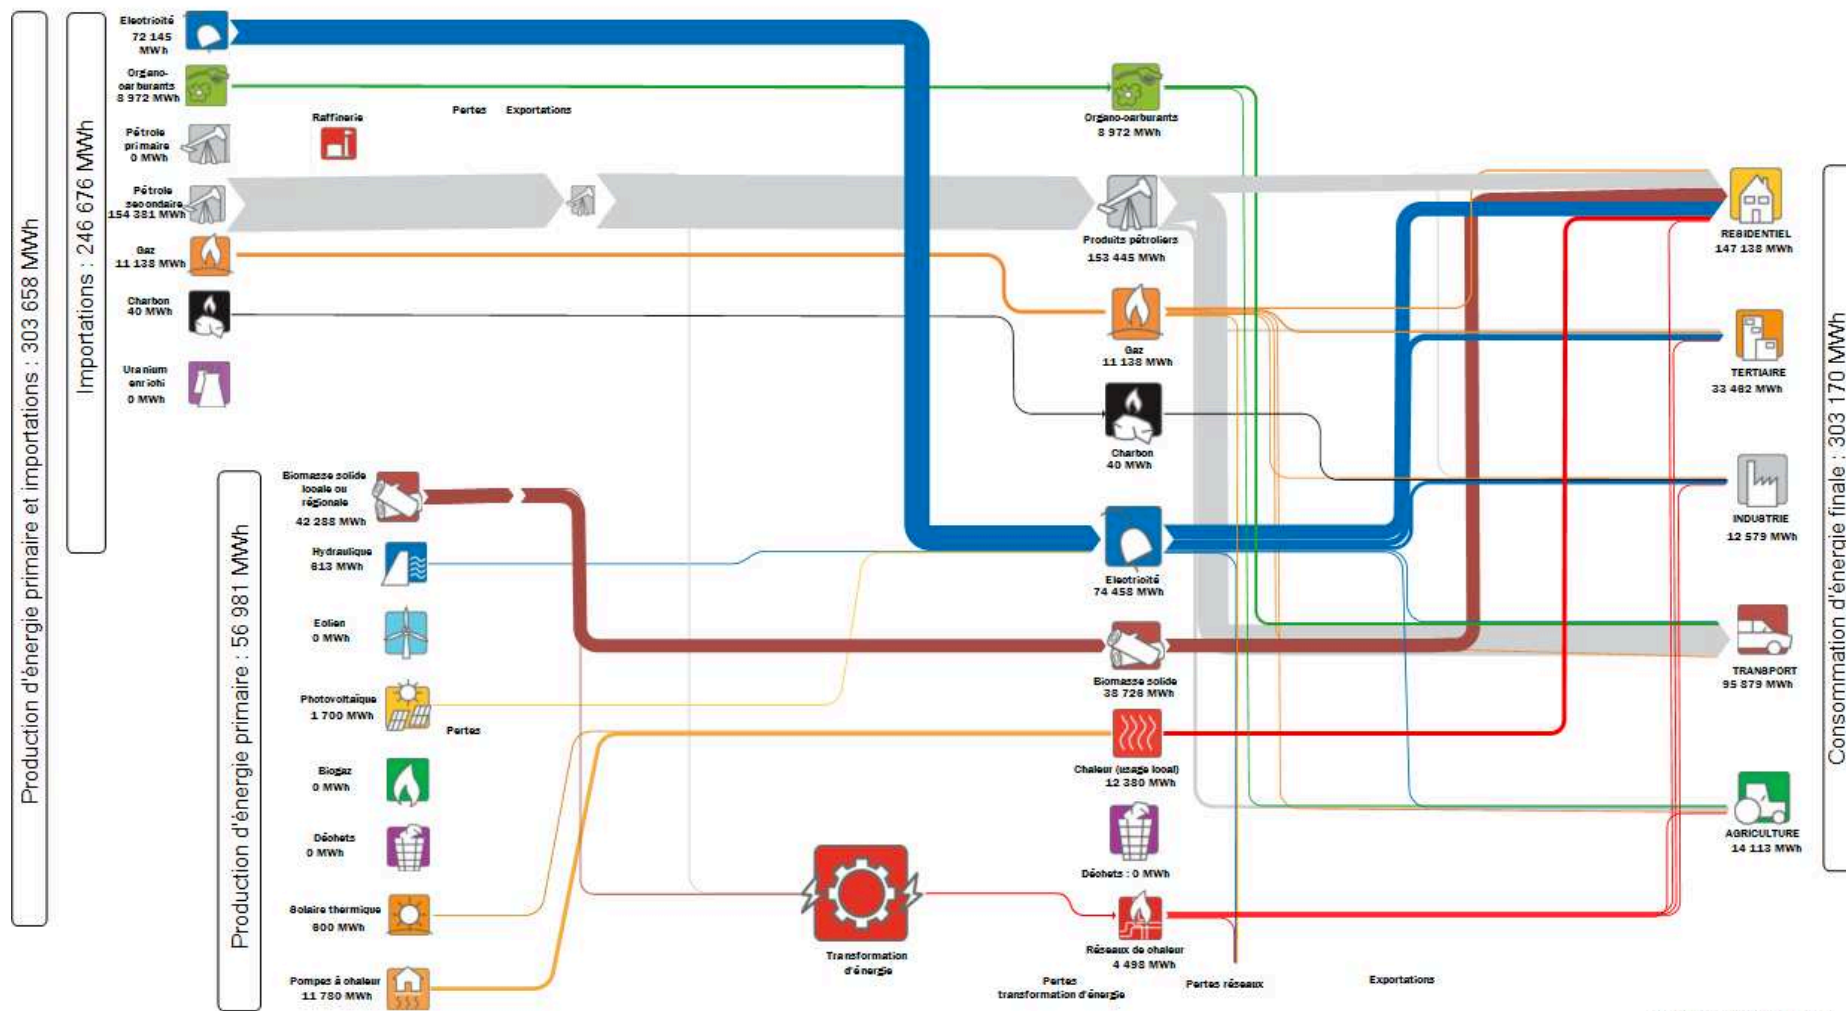 Production d'énergie primaire et importations : 303 658 MWh
Importations : 246 676 MWh
Electricité
72 145
MWh
Organo-
carburants
8 972 MWh
Pétrole
primaire
0 MWh
Pétrole
secondaire
154 381 MWh
Gaz
11 138 MWh
Charbon
40 MWh
Uranium
enrichi
0 MWh
Raffinerie
Pertes
Exportations
Production d'énergie primaire : 56 981 MWh
Biomasse solide
locale ou
régionale
42 288 MWh
Hydraulique
613 MWh
Eolien
0 MWh
Photovoltaïque
1 700 MWh
Pertes
Biogaz
0 MWh
Déchets
0 MWh
Solaire thermique
600 MWh
Pompes à chaleur
11 780 MWh
Transformation
d'énergie
Organo-carburants
8 972 MWh
Produits pétroliers
153 445 MWh
Gaz
11 138 MWh
Charbon
40 MWh
Electricité
74 458 MWh
Biomasse solide
38 726 MWh
Chaleur (usage local)
12 380 MWh
Déchets : 0 MWh
Réseaux de chaleur
4 498 MWh
Pertes
transformation d'énergie
Pertes réseaux
Exportations
RESIDENTIEL
147 138 MWh
TERTIAIRE
33 462 MWh
INDUSTRIE
12 579 MWh
TRANSPORT
95 879 MWh
AGRICULTURE
14 113 MWh
Consommation d'énergie finale : 303 170 MWh